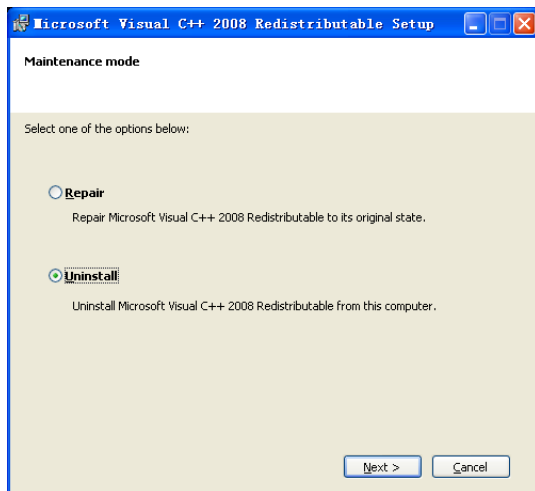 Microsoft Visual C++ 2008 Redistributable Setup
Maintenance mode
Select one of the options below:
Repair
Repair Microsoft Visual C++ 2008 Redistributable to its original state.
Uninstall
Uninstall Microsoft Visual C++ 2008 Redistributable from this computer.
Next > Cancel